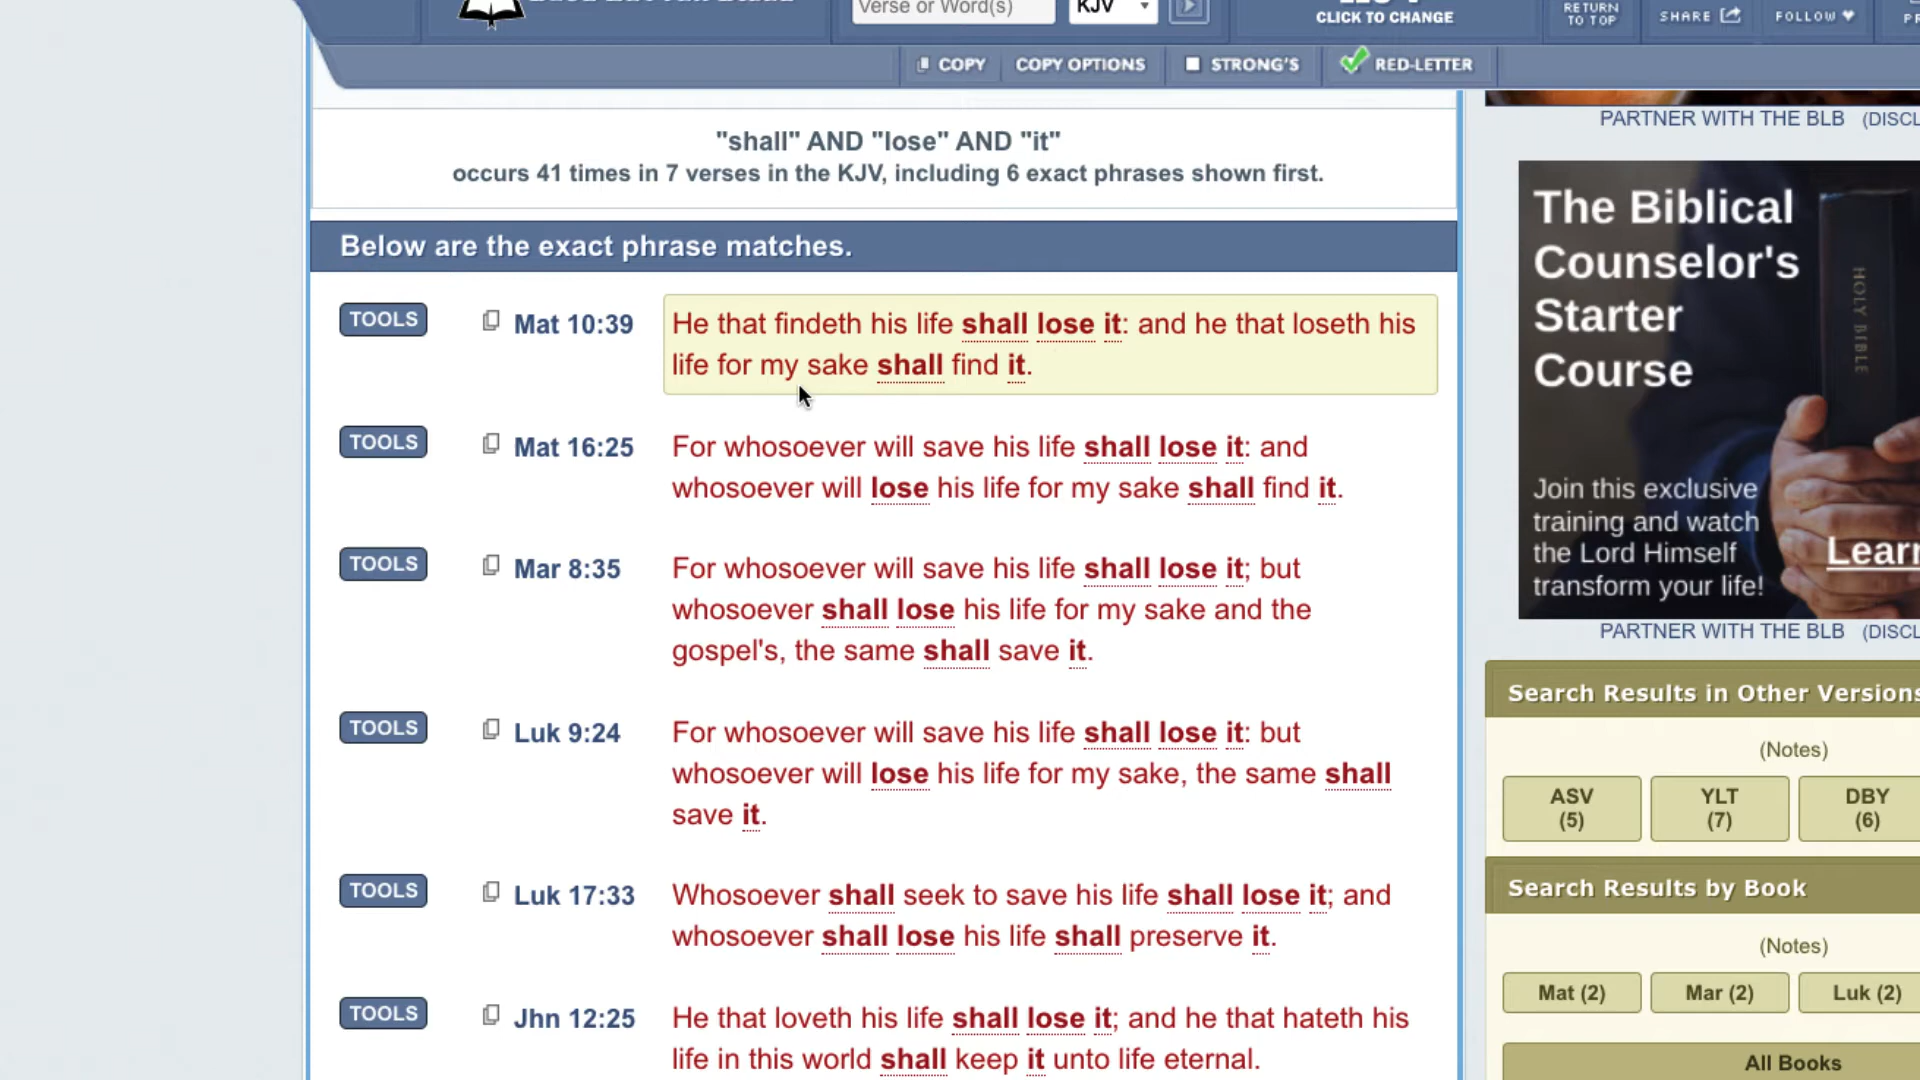 Verse or Word(s)
KJV
CLICK TO CHANGE
RETURN
TO TOP
SHARE
FOLLOW
COPY
COPY OPTIONS
STRONG'S
RED-LETTER
"shall" AND "lose" AND "it"
occurs 41 times in 7 verses in the KJV, including 6 exact phrases shown first.
Below are the exact phrase matches.
TOOLS
Mat 10:39
He that findeth his life shall lose it: and he that loseth his
life for my sake shall find it.
TOOLS
Mat 16:25
For whosoever will save his life shall lose it: and
whosoever will lose his life for my sake shall find it.
TOOLS
Mar 8:35
For whosoever will save his life shall lose it; but
whosoever shall lose his life for my sake and the
gospel's, the same shall save it.
TOOLS
Luk 9:24
For whosoever will save his life shall lose it: but
whosoever will lose his life for my sake, the same shall
save it.
TOOLS
Luk 17:33
Whosoever shall seek to save his life shall lose it; and
whosoever shall lose his life shall preserve it.
TOOLS
Jhn 12:25
He that loveth his life shall lose it; and he that hateth his
life in this world shall keep it unto life eternal.
PARTNER WITH THE BLB (DISCL
The Biblical
Counselor's
Starter
Course
HOLY BIBLE
Join this exclusive
training and watch
the Lord Himself
transform your life!
Learn
PARTNER WITH THE BLB (DISCL
Search Results in Other Versions
(Notes)
ASV
(5)
YLT
(7)
DBY
(6)
Search Results by Book
(Notes)
Mat (2)
Mar (2)
Luk (2)
All Books